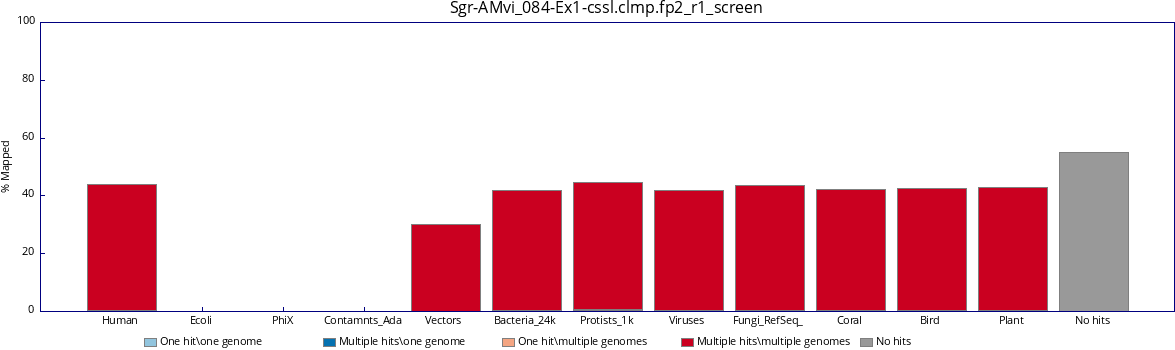 Sgr-AMvi_084-Ex1-cssl.clmp.fp2_r1_screen
100
80
60
40
20
0
% Mapped
Human Ecoli PhiX Contamnts_Ada Vectors Bacteria_24k Protists_1k Viruses Fungi_RefSeq_ Coral Bird Plant No hits
One hit\one genome Multiple hits\one genome One hit\multiple genomes Multiple hits\multiple genomes No hits